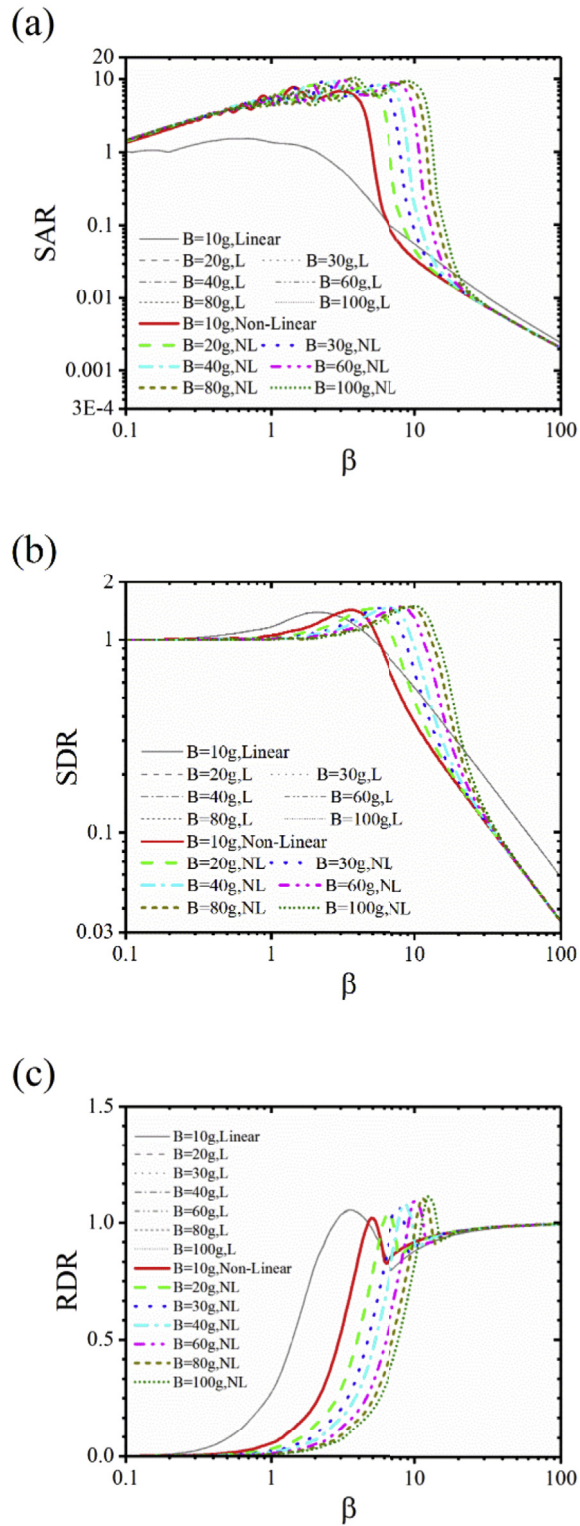 (a)
20
10
1
0.1
0.01
0.001
3E-4
SAR
B=10g,Linear
B=20g,L B=30g,L
B=40g,L B=60g,L
B=80g,L B=100g,L
B=10g,Non-Linear
B=20g,NL B=30g,NL
B=40g,NL B=60g,NL
B=80g,NL B=100g,NL
0.1 1 10 100
β
(b)
2
1
0.1
0.03
SDR
B=10g,Linear
B=20g,L B=30g,L
B=40g,L B=60g,L
B=80g,L B=100g,L
B=10g,Non-Linear
B=20g,NL B=30g,NL
B=40g,NL B=60g,NL
B=80g,NL B=100g,NL
0.1 1 10 100
β
(c)
1.5
1.0
0.5
0.0
RDR
B=10g,Linear
B=20g,L
B=30g,L
B=40g,L
B=60g,L
B=80g,L
B=100g,L
B=10g,Non-Linear
B=20g,NL
B=30g,NL
B=40g,NL
B=60g,NL
B=80g,NL
B=100g,NL
0.1 1 10 100
β